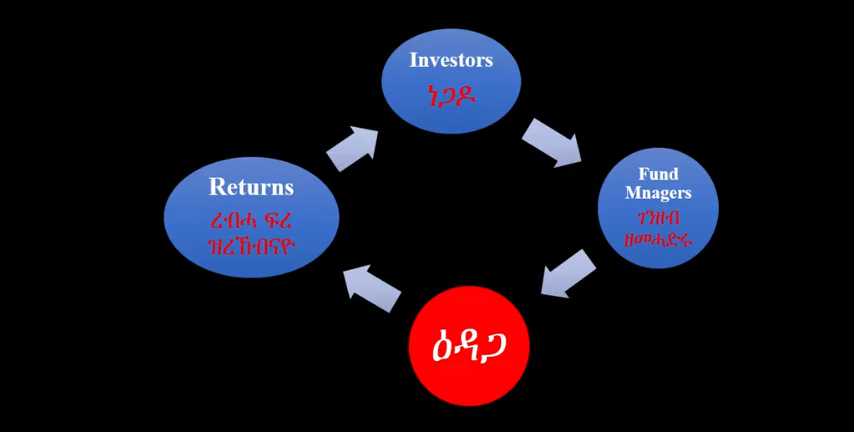 Investors
ነጋዶ
Fund
Mnagers
ገንዘብ
ዘመሓድሩ
ዕዳጋ
Returns
ረብሓ ፍረ
ዝረኸብናዮ